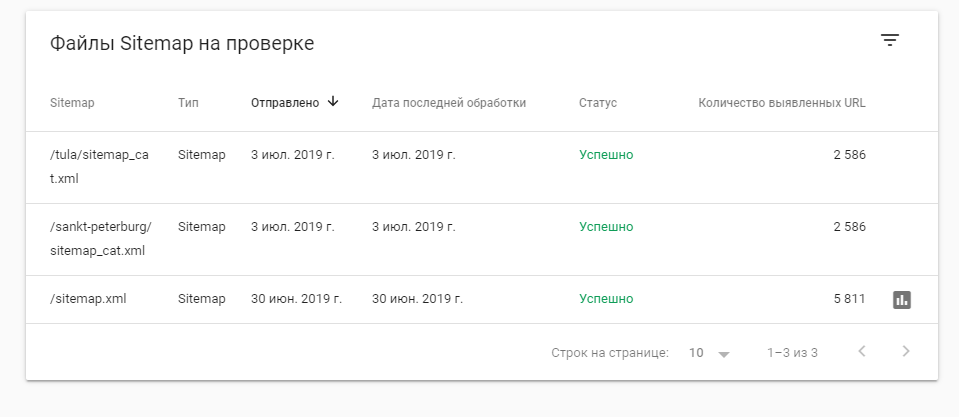 Файлы Sitemap на проверке
Sitemap Тип Отправлено Дата последней обработки Статус Количество выявленных URL
/tula/sitemap_ca Sitemap 3 июл. 2019 г. 3 июл. 2019 г. Успешно 2 586
t.xml
/sankt-peterburg/ Sitemap 3 июл. 2019 г. 3 июл. 2019 г. Успешно 2 586
sitemap_cat.xml
/sitemap.xml Sitemap 30 июн. 2019 г. 30 июн. 2019 г. Успешно 5 811
Строк на странице: 10 1–3 из 3